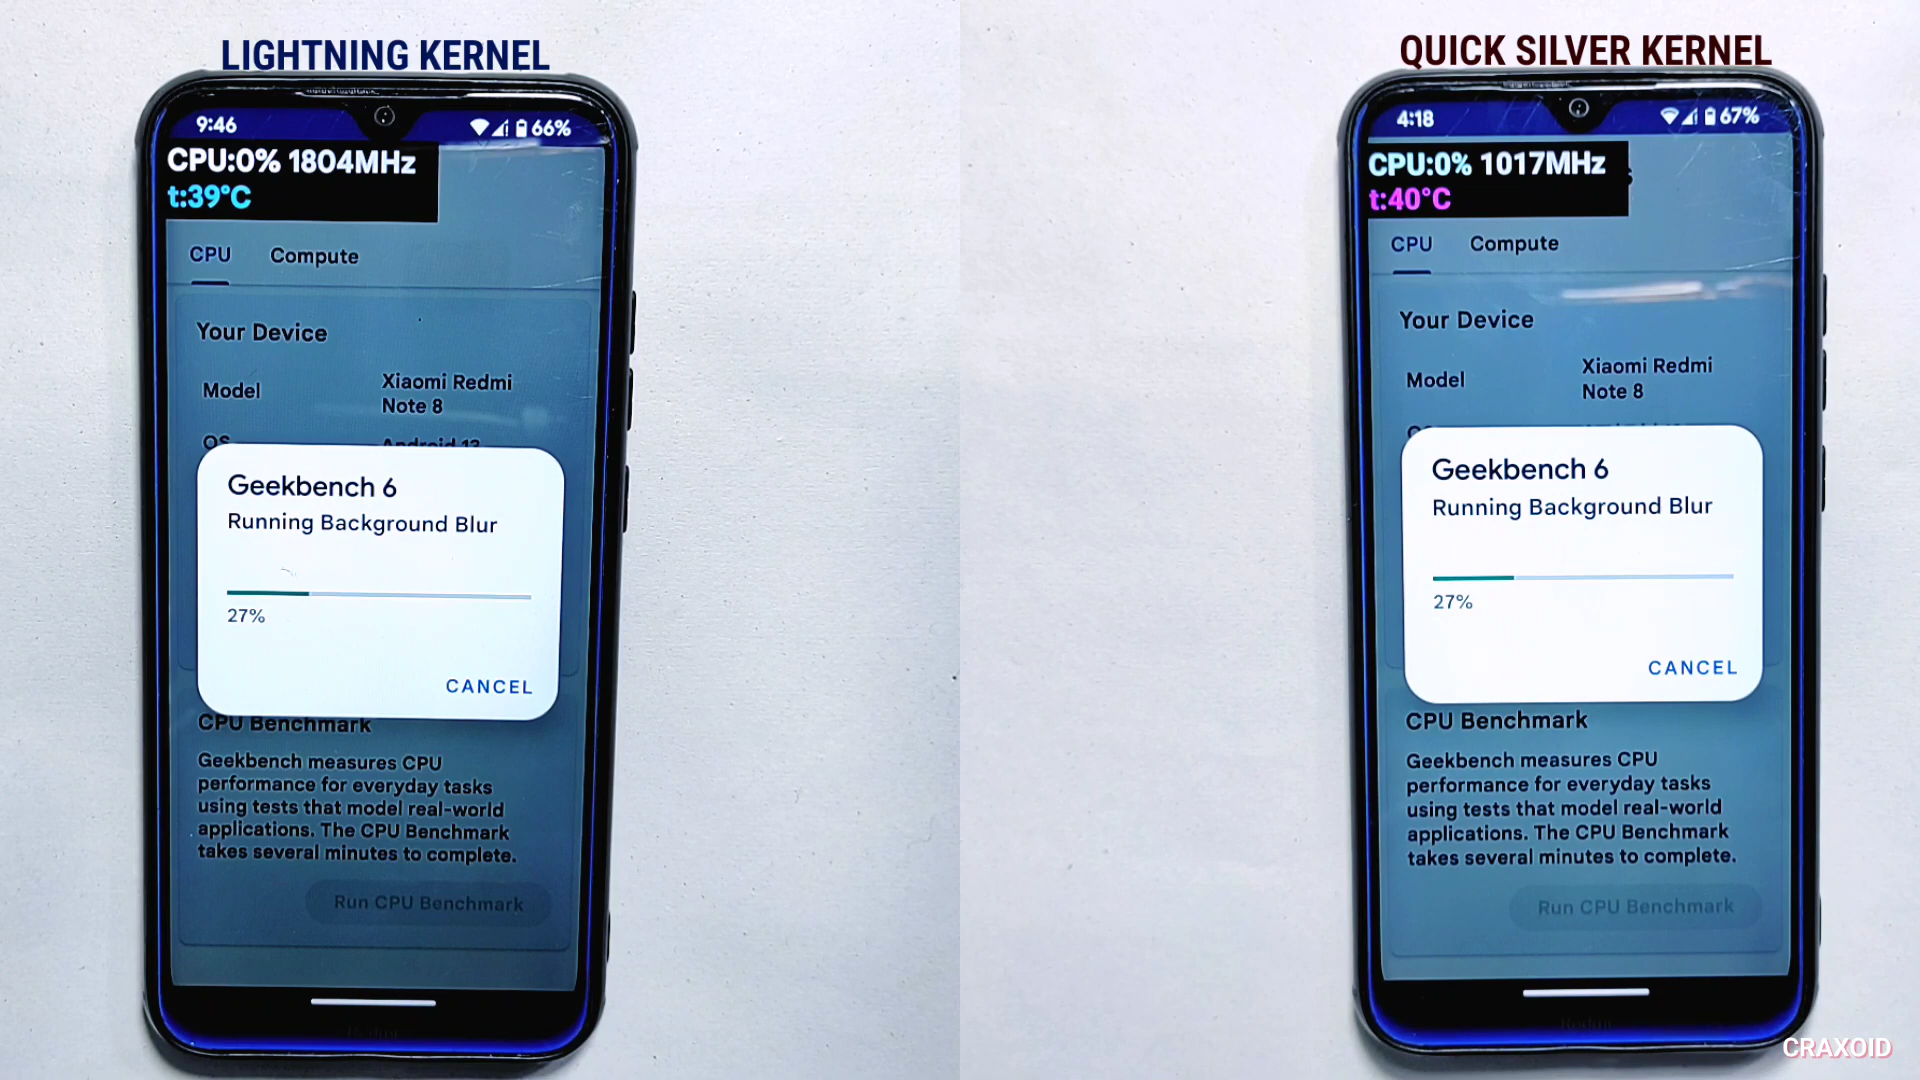 LIGHTNING KERNEL
9:46
66%
CPU:0% 1804MHz
t:39°C
CPU Compute
Your Device
Model
Xiaomi Redmi
Note 8
OS
Android 13
Geekbench 6
Running Background Blur
27%
CANCEL
CPU Benchmark
Geekbench measures CPU
performance for everyday tasks
using tests that model real-world
applications. The CPU Benchmark
takes several minutes to complete.
Run CPU Benchmark
QUICK SILVER KERNEL
4:18
67%
CPU:0% 1017MHz
t:40°C
CPU Compute
Your Device
Model
Xiaomi Redmi
Note 8
Geekbench 6
Running Background Blur
27%
CANCEL
CPU Benchmark
Geekbench measures CPU
performance for everyday tasks
using tests that model real-world
applications. The CPU Benchmark
takes several minutes to complete.
Run CPU Benchmark
CRAXOID